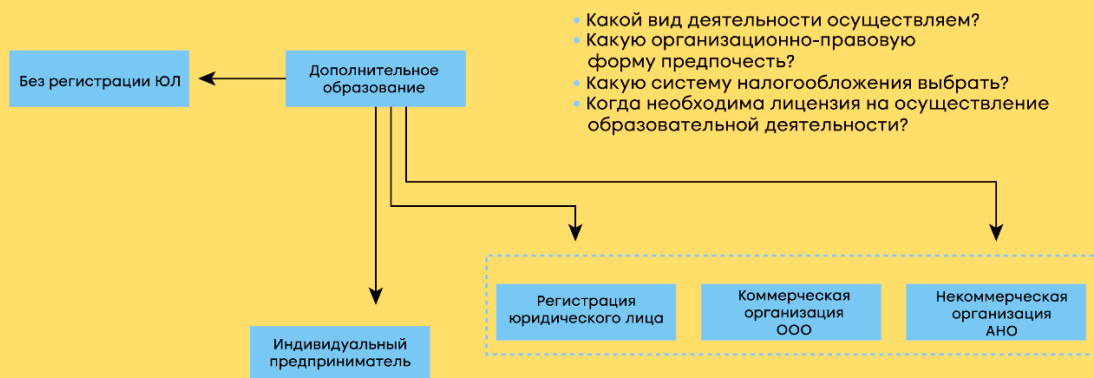 • Какой вид деятельности осуществляем?
• Какую организационно-правовую
форму предпочесть?
• Какую систему налогообложения выбрать?
• Когда необходима лицензия на осуществление
образовательной деятельности?
Без регистрации ЮЛ
Дополнительное
образование
Регистрация
юридического лица
Коммерческая
организация
ООО
Некоммерческая
организация
АНО
Индивидуальный
предприниматель